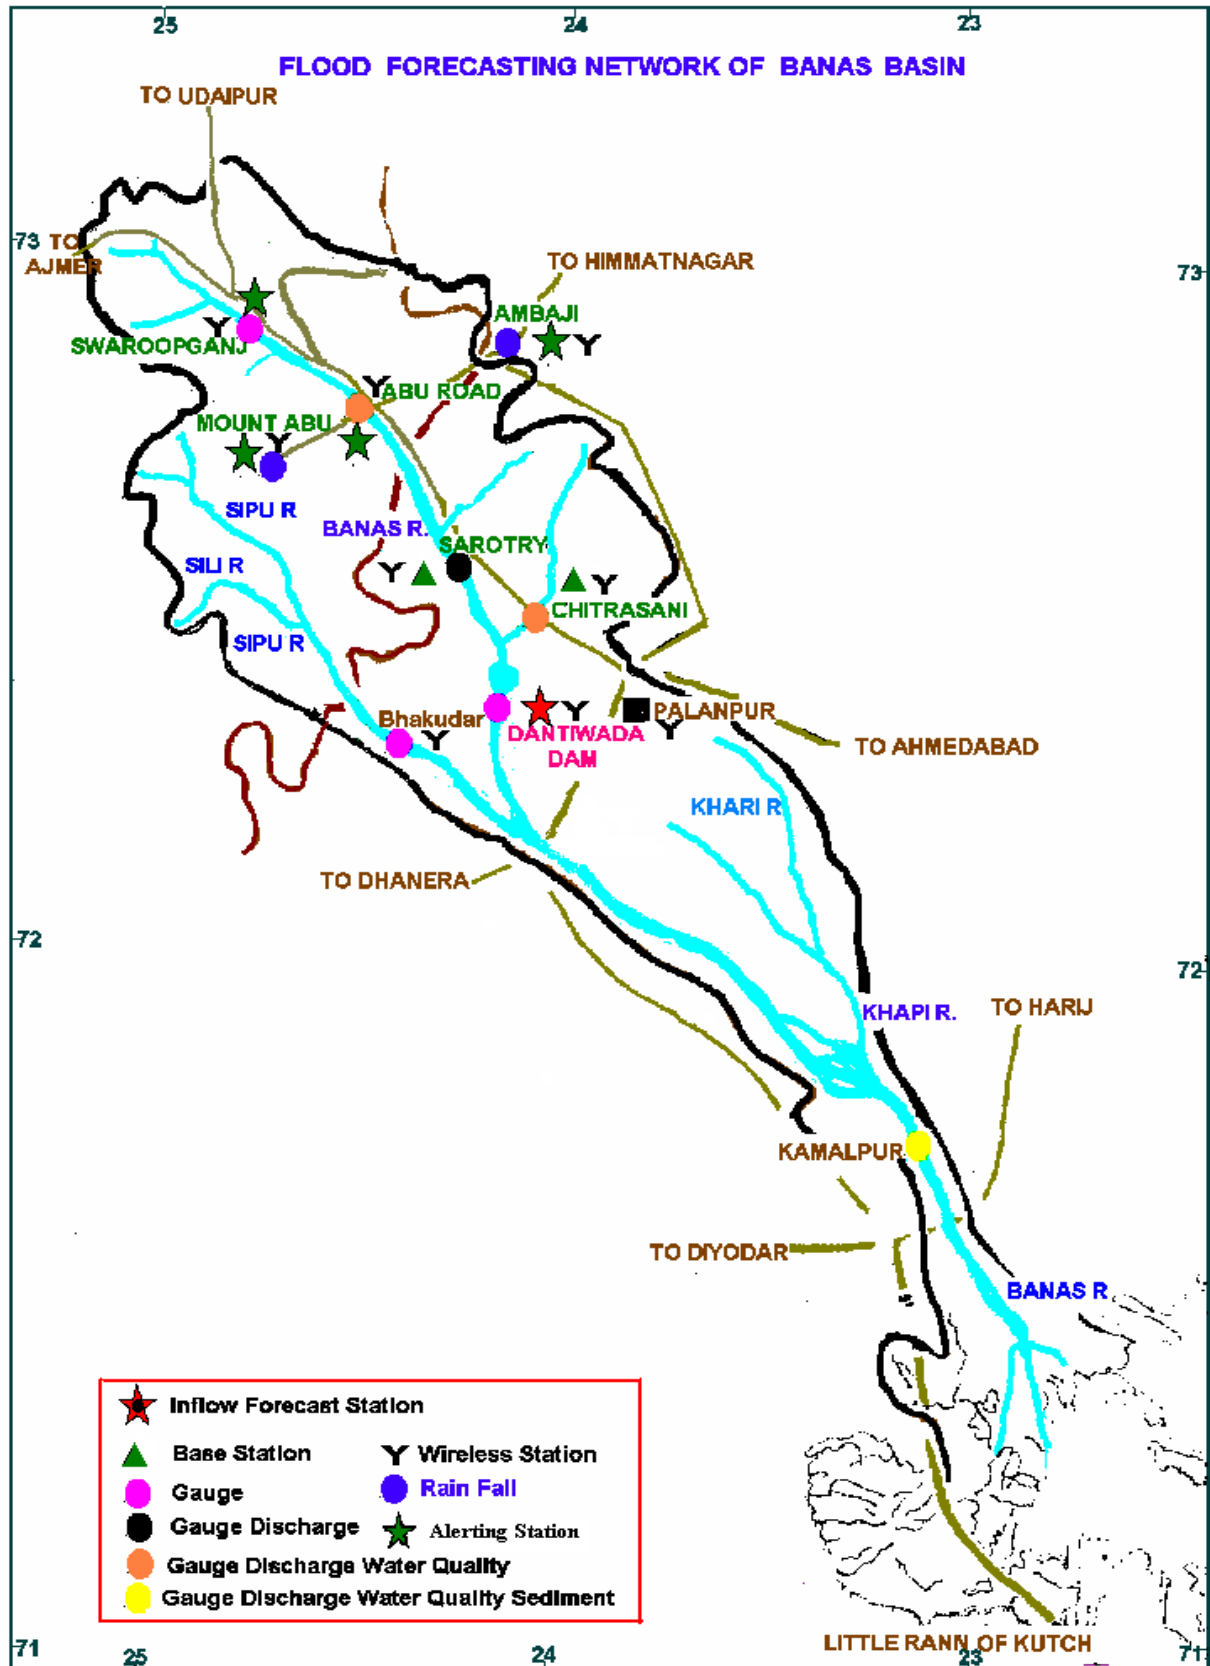 25 24 23
FLOOD FORECASTING NETWORK OF BANAS BASIN
TO UDAIPUR
73 TO
AJMER
TO HIMMATNAGAR
73
AMBAJI
SWAROOPGANJ
ABU ROAD
MOUNT ABU
SIPU R
BANAS R.
SAROTRY
SILI R
CHITRASANI
SIPU R
Bhakudar
PALANPUR
DANTIWADA
DAM
TO AHMEDABAD
KHARI R
TO DHANERA
72
72
KHAPI R.
TO HARIJ
KAMALPUR
TO DIYODAR
BANAS R
Inflow Forecast Station
Base Station
Wireless Station
Gauge
Rain Fall
Gauge Discharge
Alerting Station
Gauge Discharge Water Quality
Gauge Discharge Water Quality Sediment
LITTLE RANN OF KUTCH
71
71
25 24 23